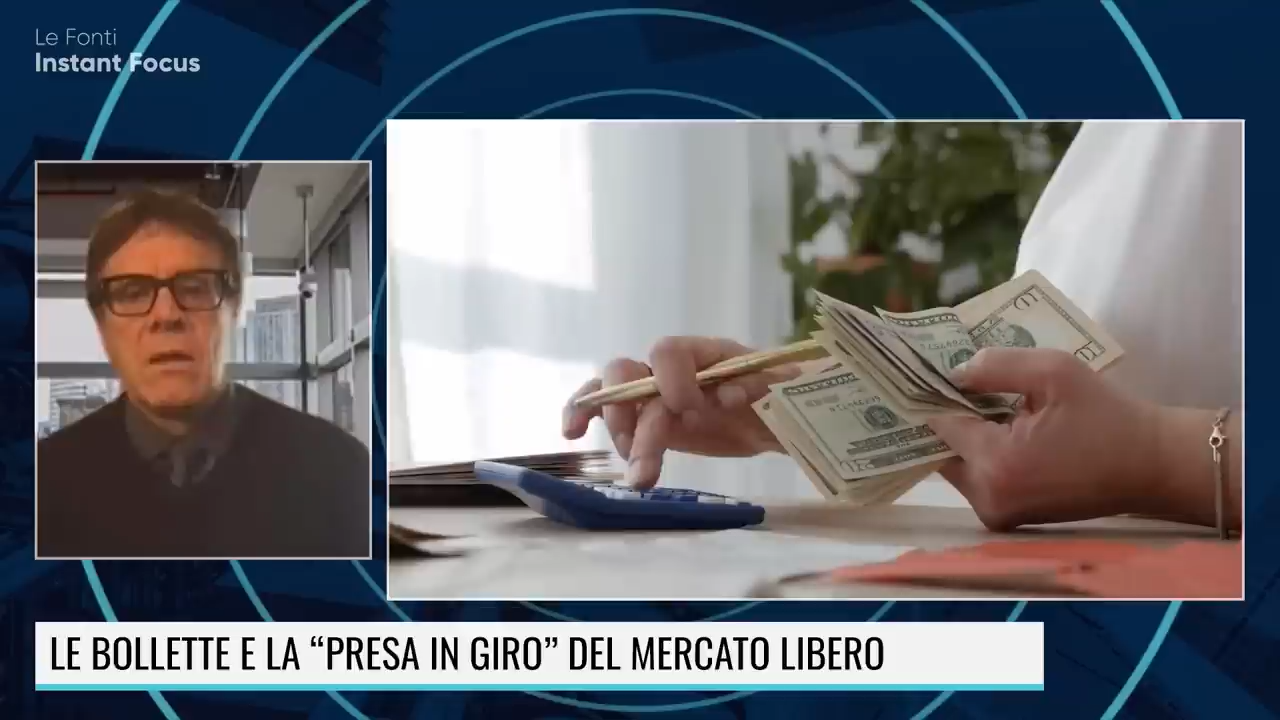 Le Fonti
Instant Focus
LE BOLLETTE E LA “PRESA IN GIRO” DEL MERCATO LIBERO